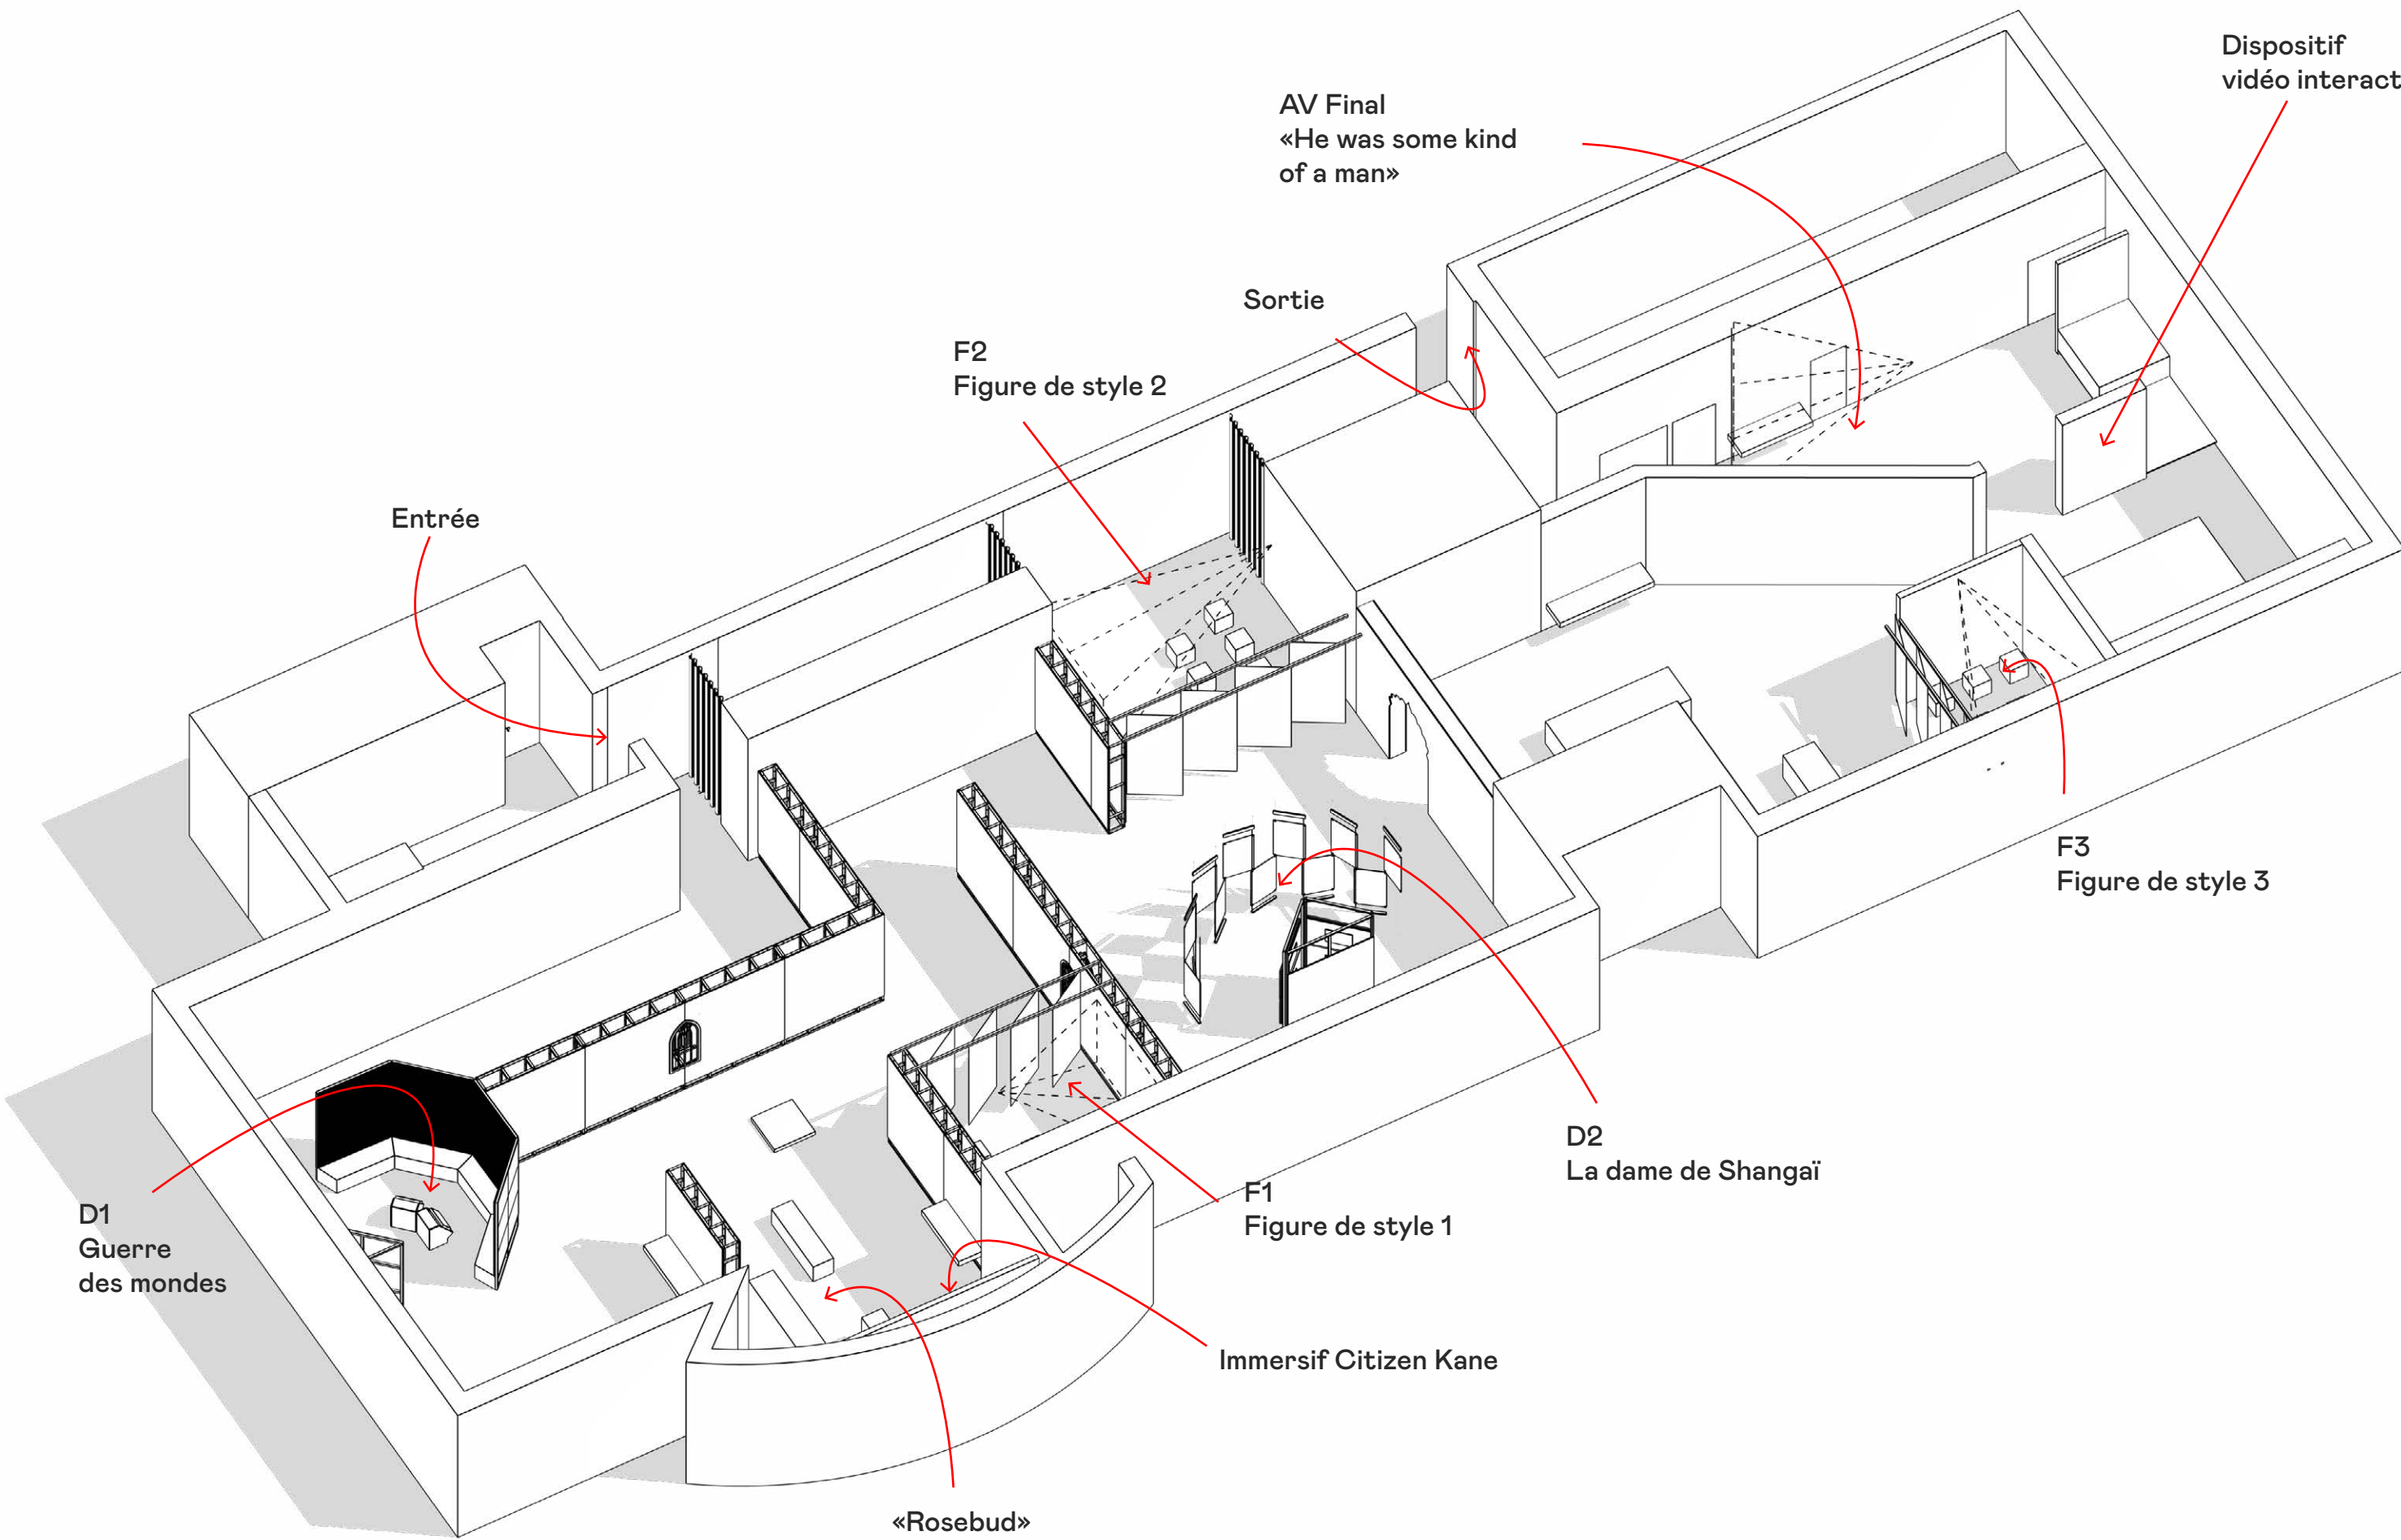 Dispositif
vidéo interact
AV Final
«He was some kind
of a man»
Sortie
F2
Figure de style 2
Entrée
F3
Figure de style 3
D2
La dame de Shangaï
F1
Figure de style 1
D1
Guerre
des mondes
Immersif Citizen Kane
«Rosebud»